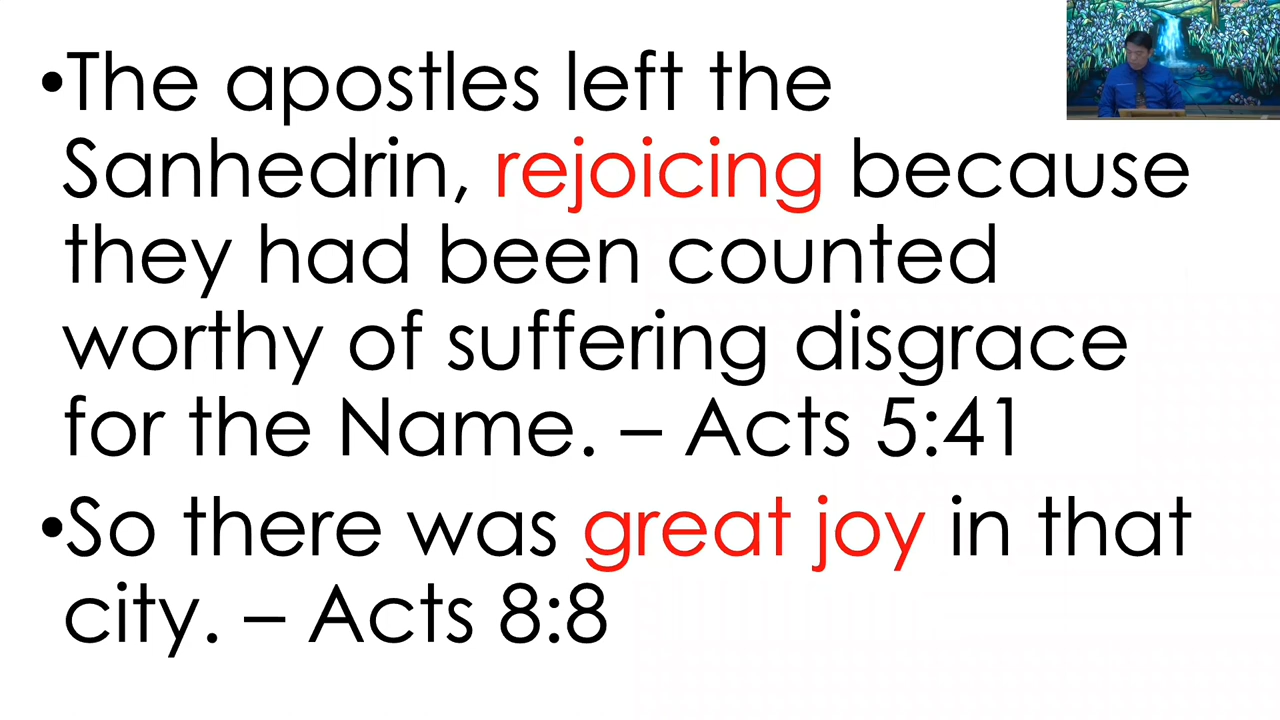 •The apostles left the
Sanhedrin, rejoicing because
they had been counted
worthy of suffering disgrace
for the Name. – Acts 5:41
•So there was great joy in that
city. – Acts 8:8